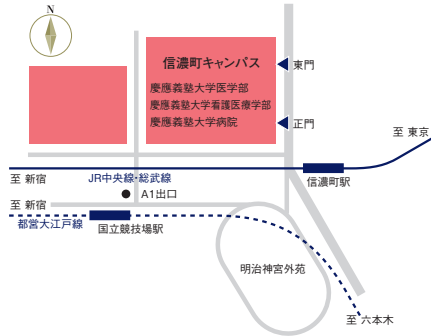 N
信濃町キャンパス
慶應義塾大学医学部
慶應義塾大学看護医療学部
慶應義塾大学病院
東門
正門
至 東京
至 新宿
JR中央線・総武線
信濃町駅
A1出口
至 新宿
都営大江戸線
国立競技場駅
明治神宮外苑
至 六本木